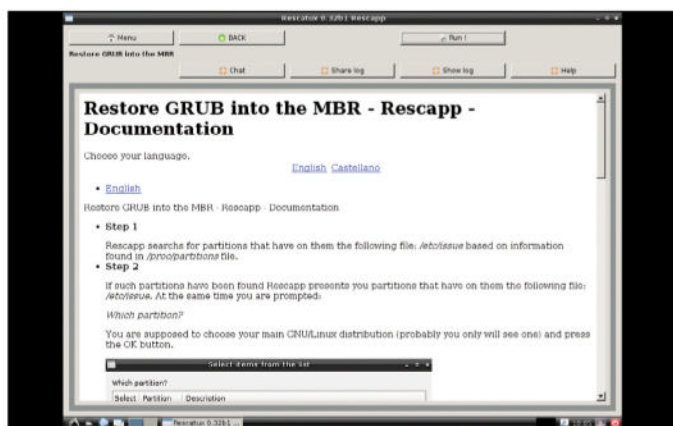 Rescatux 0.32b1 Rescapp
Menu
BACK
Run !
Restore GRUB into the MBR
Chat
Share log
Show log
Help
Restore GRUB into the MBR - Rescapp -
Documentation
Choose your language.
English Castellano
English
Restore GRUB into the MBR - Rescapp - Documentation
Step 1
Rescapp searchs for partitions that have on them the following file: /etc/issue based on information
found in /proc/partitions file.
Step 2
If such partitions have been found Rescapp presents you partitions that have on them the following file:
/etc/issue. At the same time you are prompted:
Which partition?
You are supposed to choose your main GNU/Linux distribution (probably you only will see one) and press
the OK button.
Select items from the list
Which partition?
Select Partition Description
Rescatux 0.32b1 ...